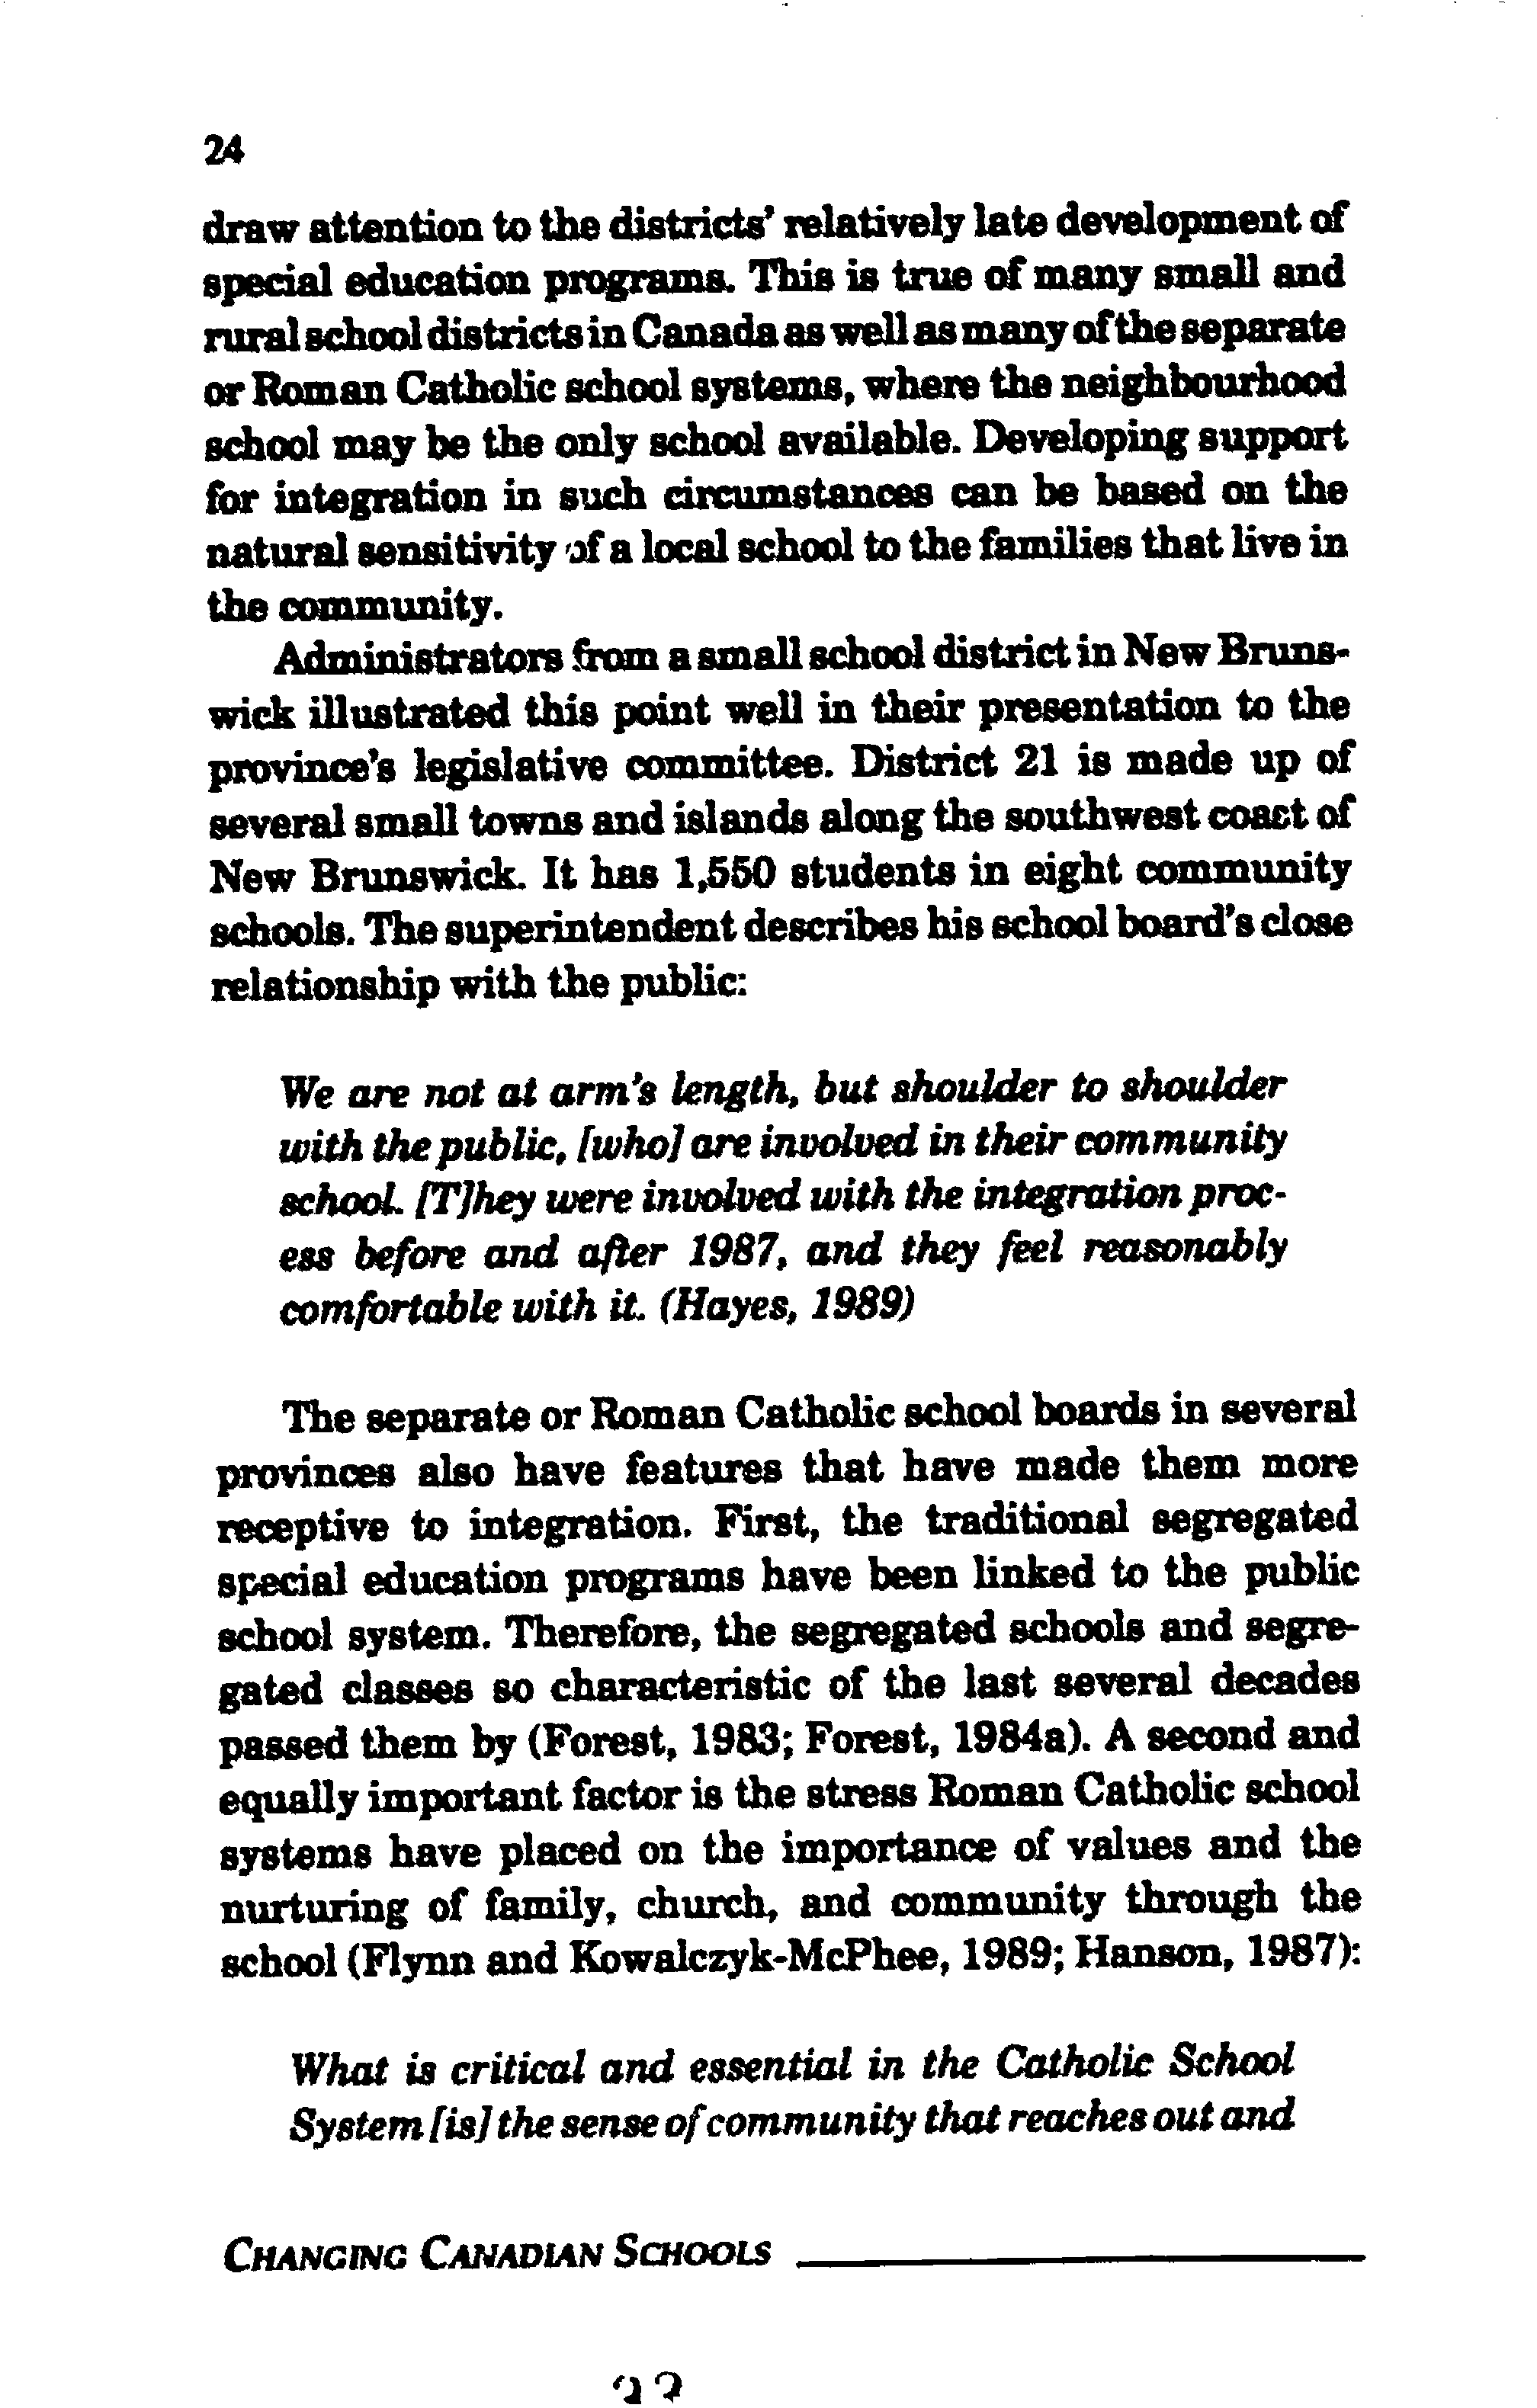 24
draw attention to the districts' relatively late development of
special education programs. This is true of many small and
rural school districts in Canada as well as many of the separate
or Roman Catholic school systems, where the neighbourhood
school may be the only school available. Developing support
for integration in such circumstances can be based on the
natural sensitivity of a local school to the families that live in
the community.
Administrators from a small school district in New Bruns-
wick illustrated this point well in their presentation to the
province's legislative committee. District 21 is made up of
several small towns and islands along the southwest coast of
New Brunswick. It has 1,550 students in eight community
schools. The superintendent describes his school board's close
relationship with the public:
We are not at arm's length, but shoulder to shoulder
with the public, [who] are involved in their community
school. [T]hey were involved with the integration proc-
ess before and after 1987, and they feel reasonably
comfortable with it. (Hayes, 1989)
The separate or Roman Catholic school boards in several
provinces also have features that have made them more
receptive to integration. First, the traditional segregated
special education programs have been linked to the public
school system. Therefore, the segregated schools and segre-
gated classes so characteristic of the last several decades
passed them by (Forest, 1983; Forest, 1984a). A second and
equally important factor is the stress Roman Catholic school
systems have placed on the importance of values and the
nurturing of family, church, and community through the
school (Flynn and Kowalczyk-McPhee, 1989; Hanson, 1987):
What is critical and essential in the Catholic School
System [is] the sense of community that reaches out and
CHANGING CANADIAN SCHOOLS